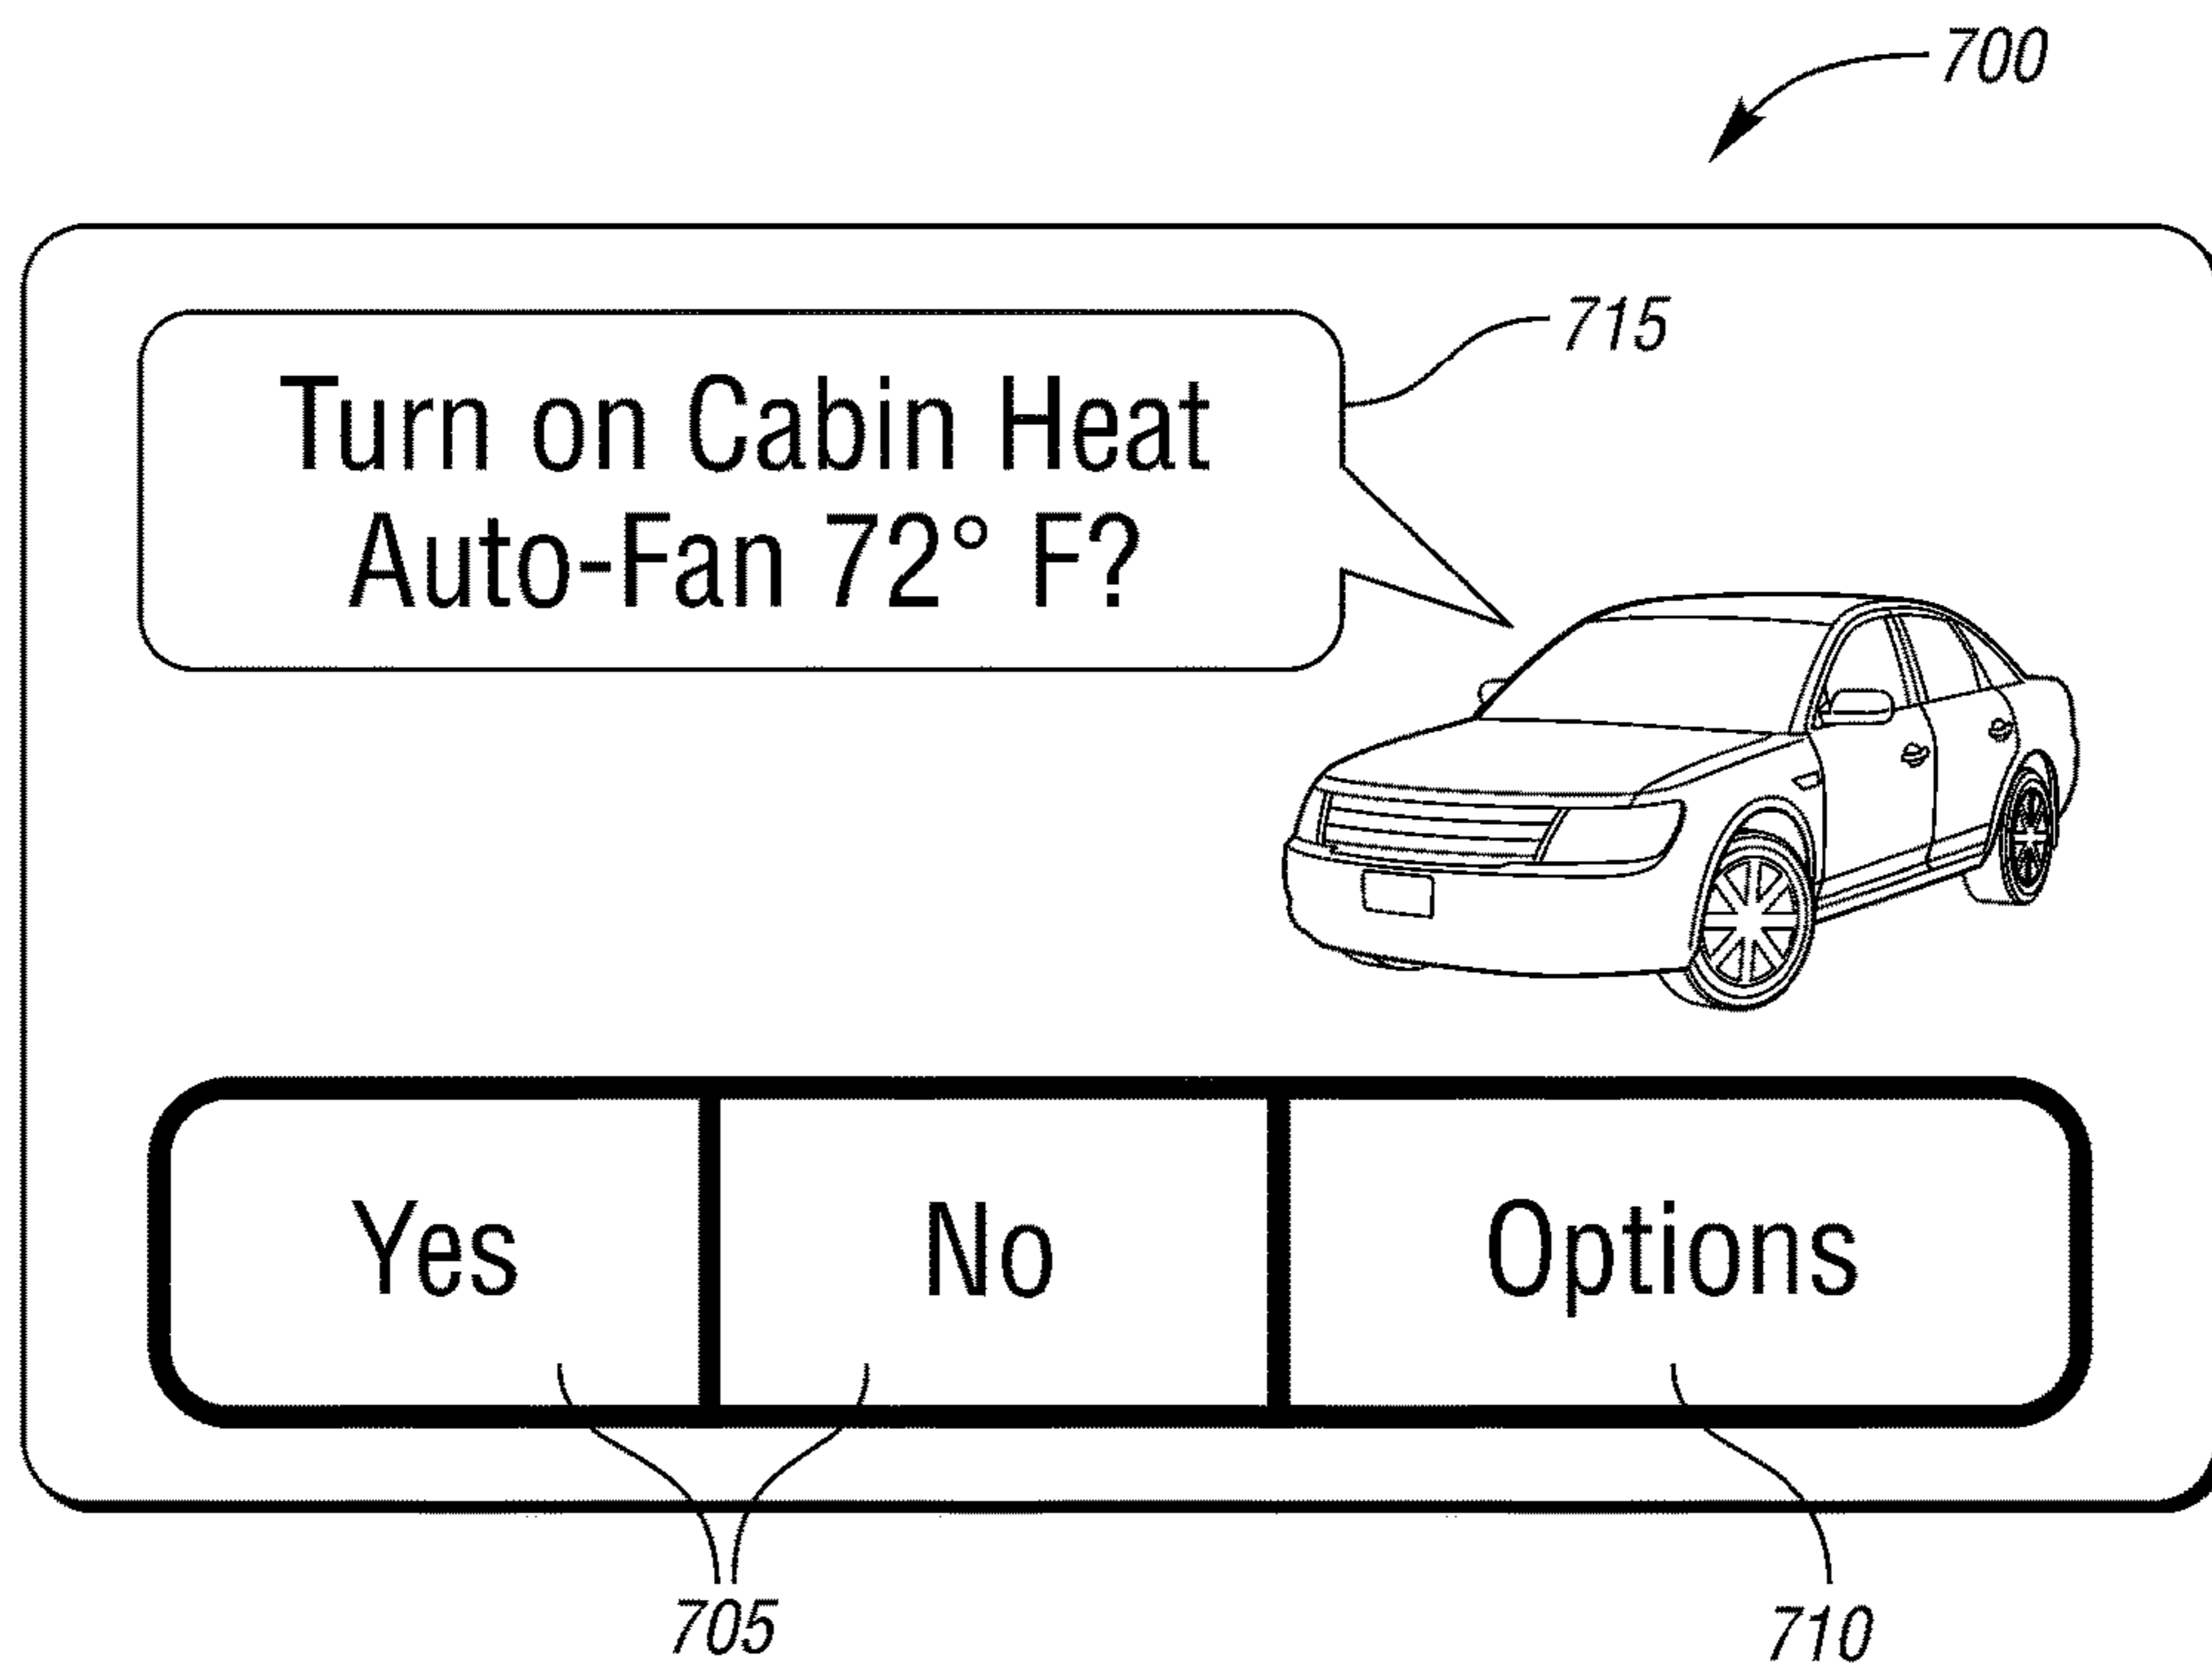 700
715
Turn on Cabin Heat
Auto-Fan 72° F?
Yes
No
Options
705
710